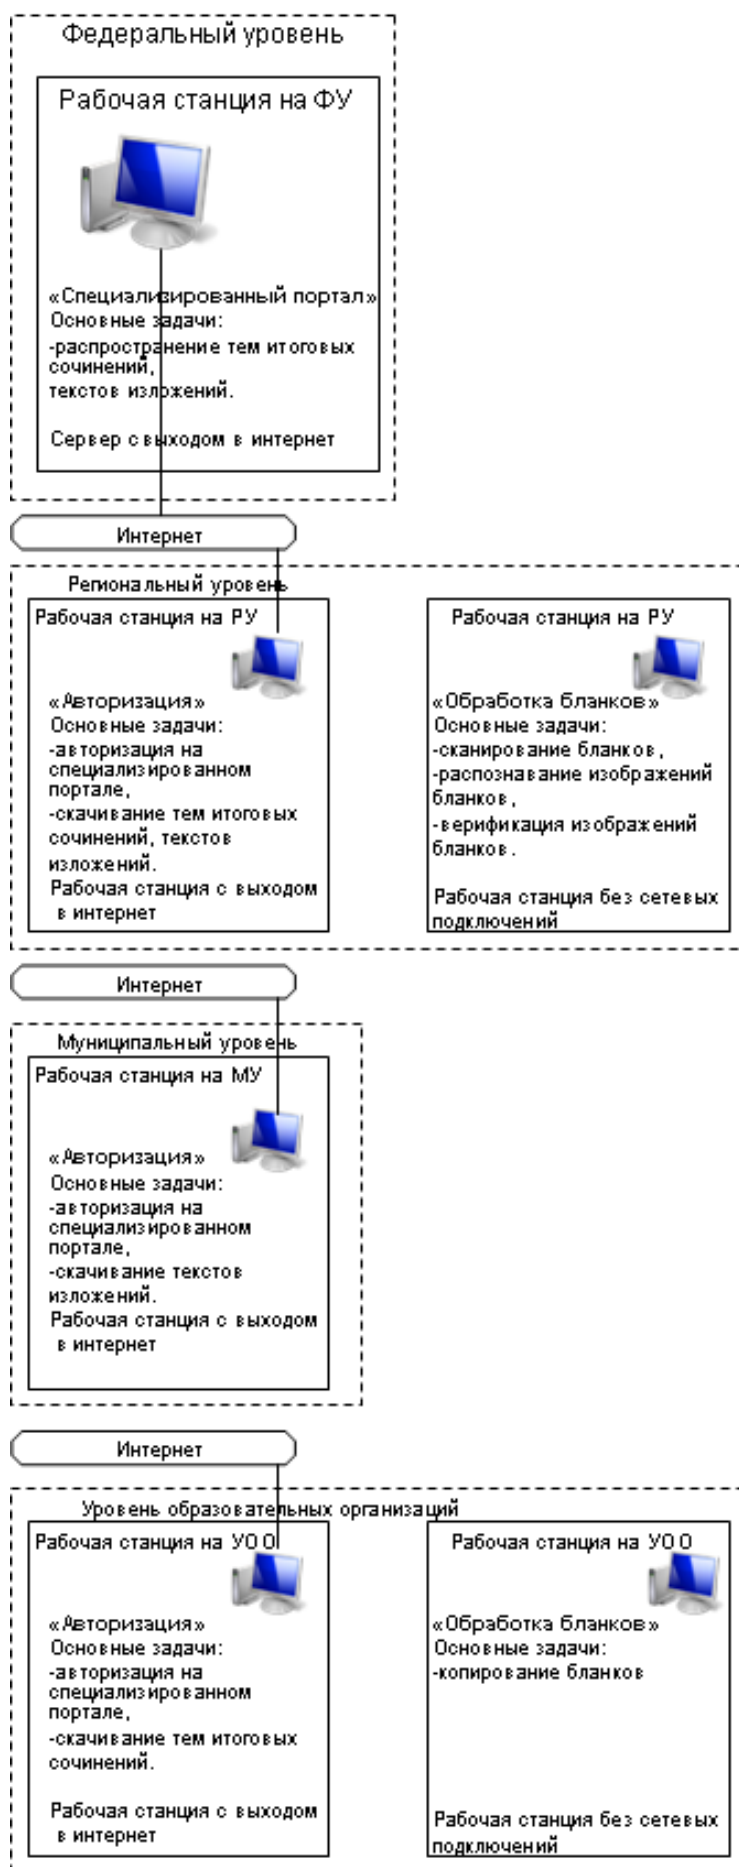 Федеральный уровень
Рабочая станция на ФУ
«Специализированный портал»
Основные задачи:
-распространение тем итоговых
сочинений,
текстов изложений.
Сервер с выходом в интернет
Интернет
Региональный уровень
Рабочая станция на РУ
«Авторизация»
Основные задачи:
-авторизация на
специализированном
портале,
-скачивание тем итоговых
сочинений, текстов
изложений.
Рабочая станция с выходом
в интернет
Рабочая станция на РУ
«Обработка бланков»
Основные задачи:
-сканирование бланков,
-распознавание изображений
бланков,
-верификация изображений
бланков.
Рабочая станция без сетевых
подключений
Интернет
Муниципальный уровень
Рабочая станция на МУ
«Авторизация»
Основные задачи:
-авторизация на
специализированном
портале,
-скачивание текстов
изложений.
Рабочая станция с выходом
в интернет
Интернет
Уровень образовательных организаций
Рабочая станция на УОО
«Авторизация»
Основные задачи:
-авторизация на
специализированном
портале,
-скачивание тем итоговых
сочинений.
Рабочая станция с выходом
в интернет
Рабочая станция на УОО
«Обработка бланков»
Основные задачи:
-копирование бланков
Рабочая станция без сетевых
подключений